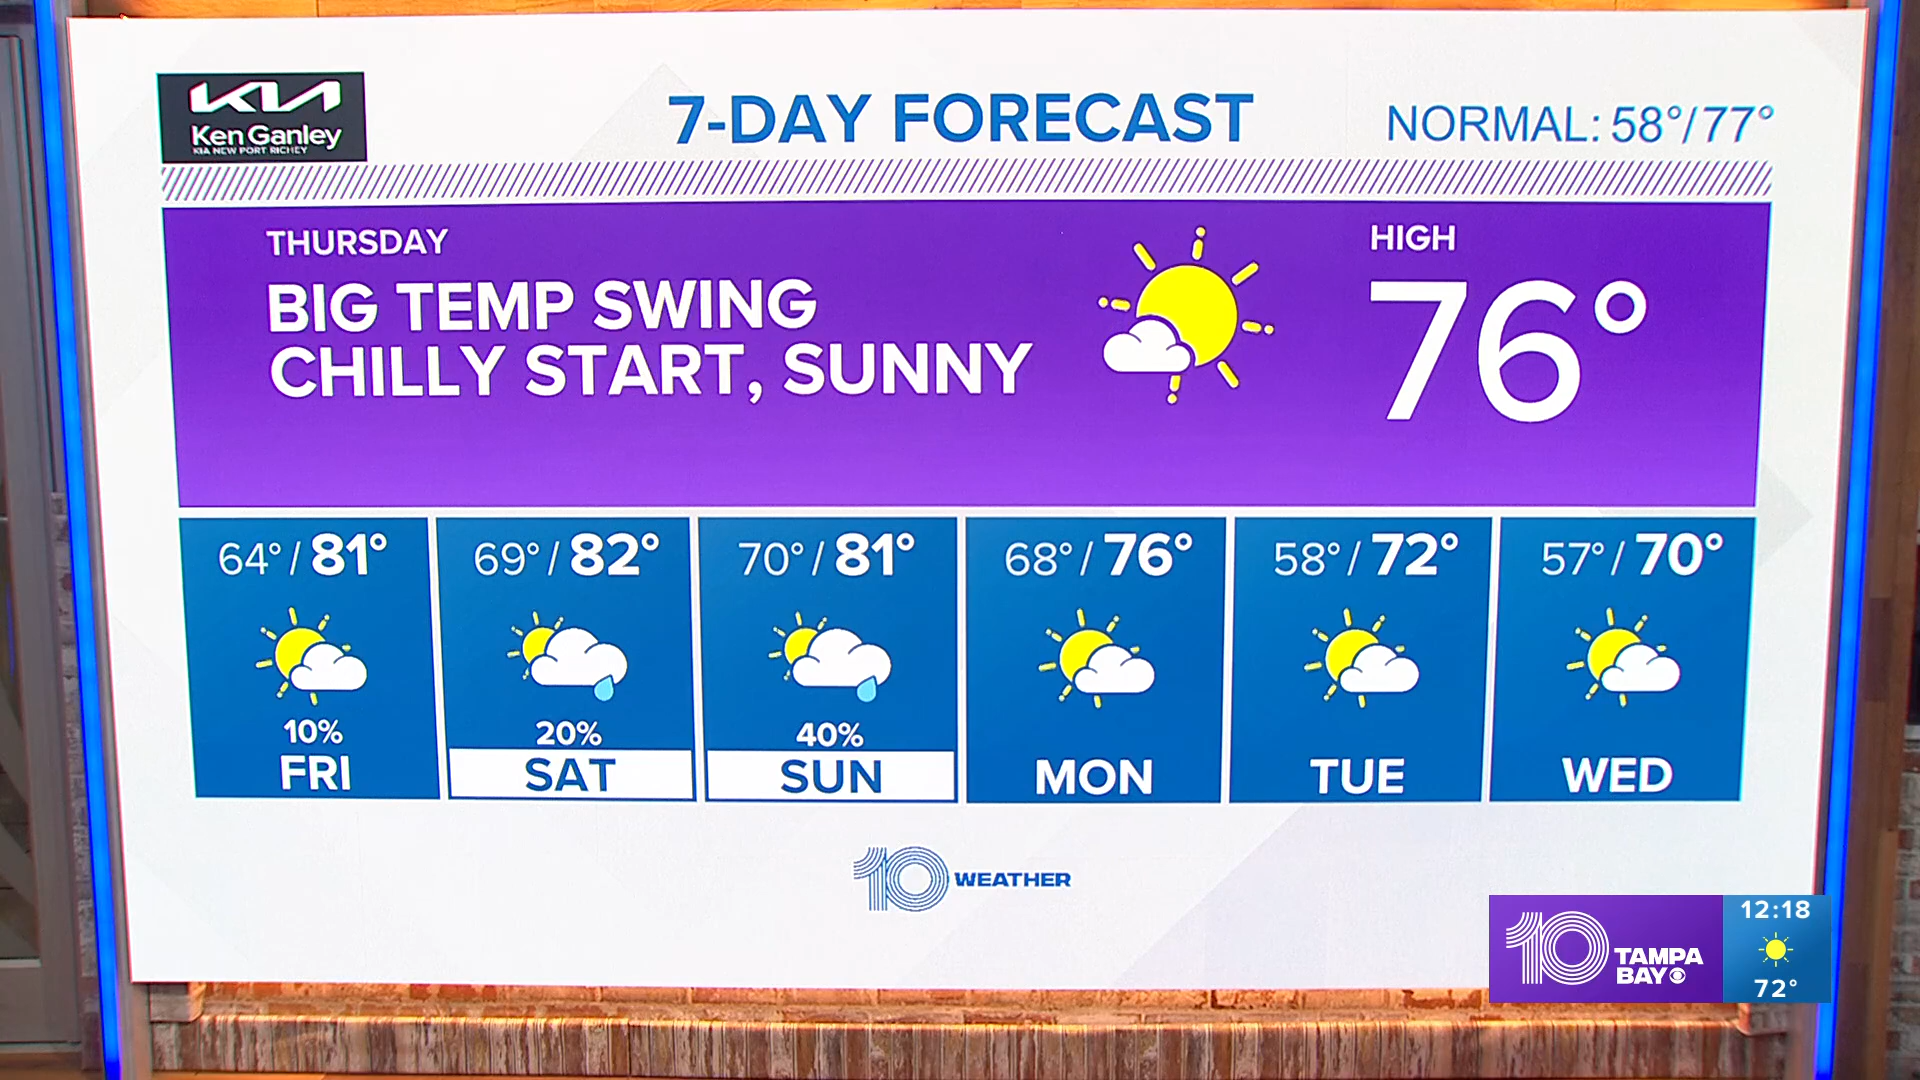 KIA
Ken Ganley
KIA NEW PORT RICHEY
7-DAY FORECAST
NORMAL: 58°/77°
THURSDAY
BIG TEMP SWING
CHILLY START, SUNNY
HIGH
76°
64°/81°
10%
FRI
69°/82°
20%
SAT
70°/81°
40%
SUN
68°/76°
MON
58°/72°
TUE
57°/70°
WED
10 WEATHER
10 TAMPA
BAY
12:18
72°